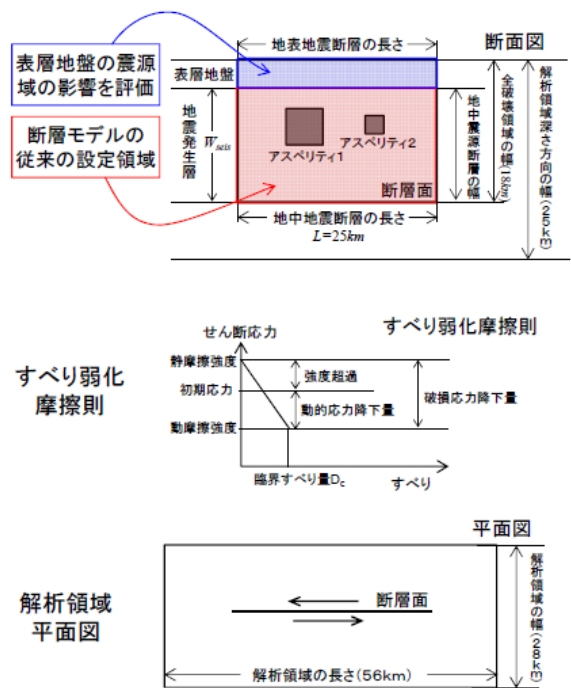 地表地震断層の長さ
断面図
表層地盤の震源
域の影響を評価
断層モデルの
従来の設定領域
表層地盤
地震発生層
Wseis
アスペリティ1
アスペリティ2
断層面
地中震源断層の幅
全破壊領域の幅(18km)
解析領域深さ方向の幅(25km)
地中地震断層の長さ
L=25km
すべり弱化
摩擦則
せん断応力
すべり弱化摩擦則
静摩擦強度
初期応力
動摩擦強度
強度超過
動的応力降下量
破損応力降下量
臨界すべり量Dc
すべり
平面図
解析領域
平面図
断層面
解析領域の幅(28km)
解析領域の長さ(56km)